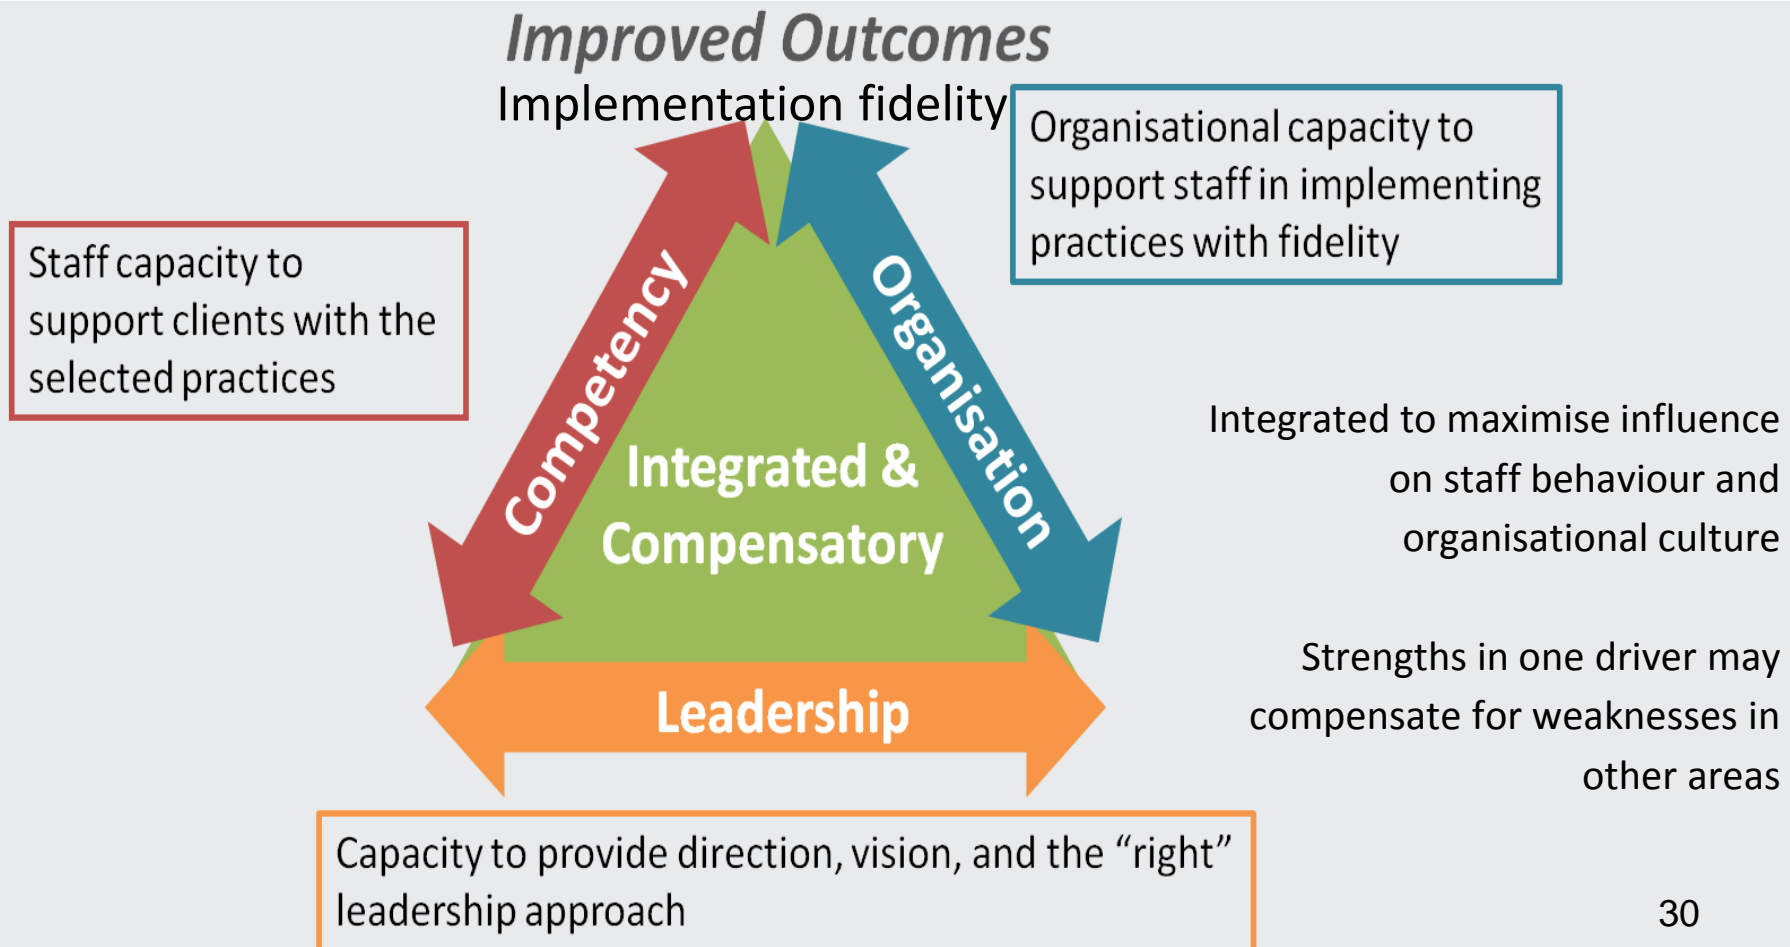 Improved Outcomes
Implementation fidelity
Organisational capacity to
support staff in implementing
practices with fidelity
Staff capacity to
support clients with the
selected practices
Competency
Organisation
Integrated &
Compensatory
Leadership
Integrated to maximise influence
on staff behaviour and
organisational culture
Strengths in one driver may
compensate for weaknesses in
other areas
Capacity to provide direction, vision, and the “right”
leadership approach
30